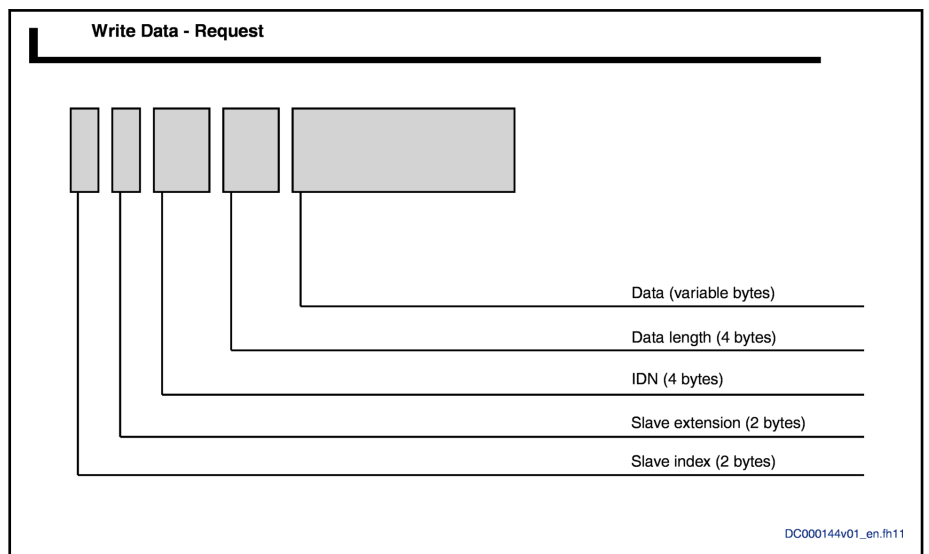 Write Data - Request
Data (variable bytes)
Data length (4 bytes)
IDN (4 bytes)
Slave extension (2 bytes)
Slave index (2 bytes)
DC000144v01_en.fh11